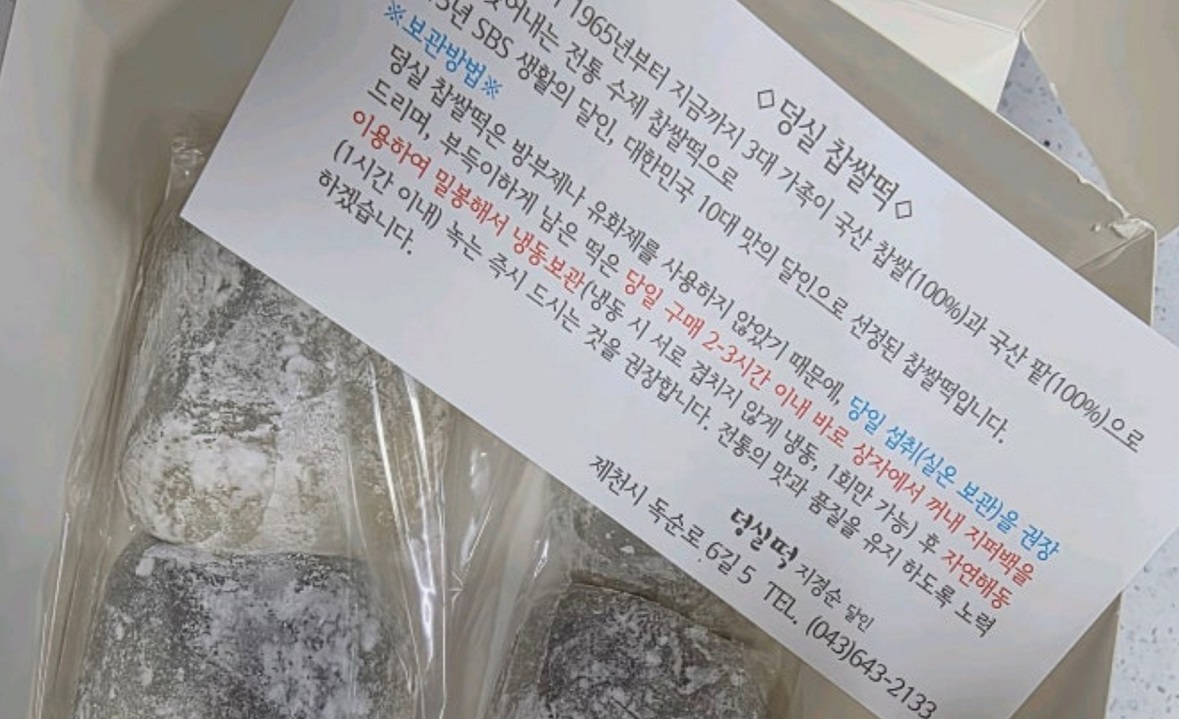 ◇덩실 찹쌀떡◇
1965년부터 지금까지 3대 가족이 국산 찹쌀(100%)과 국산 팥(100%)으로
어내는 전통 수제 찹쌀떡으로
5년 SBS 생활의 달인, 대한민국 10대 맛의 달인으로 선정된 찹쌀떡입니다.
※보관방법※
덩실 찹쌀떡은 방부제나 유화제를 사용하지 않았기 때문에, 당일 섭취(실온 보관)을 권장
드리며, 부득이하게 남은 떡은 당일 구매 2-3시간 이내 바로 상자에서 꺼내 지퍼백을
이용하여 밀봉해서 냉동보관(냉동 시 서로 겹치지 않게 냉동, 1회만 가능) 후 자연해동
(1시간 이내) 녹는 즉시 드시는 것을 권장합니다. 전통의 맛과 품질을 유지 하도록 노력
하겠습니다.
덩실떡 지경순 달인
제천시 독순로 6길 5 TEL. (043)643-2133